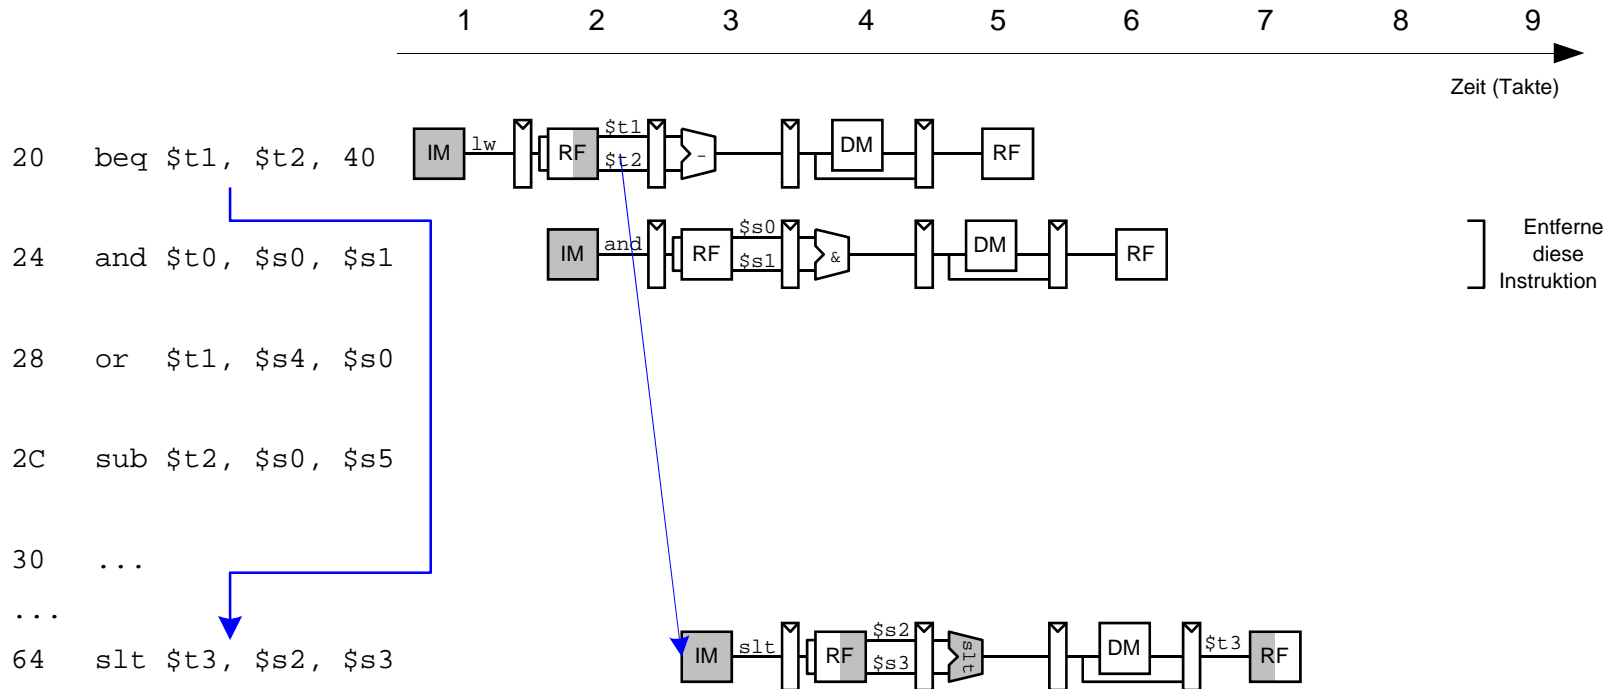 1 2 3 4 5 6 7 8 9
Zeit (Takte)
20 beq $t1, $t2, 40 IM lw RF $t1 $t2 - DM RF
24 and $t0, $s0, $s1 IM and RF $s0 $s1 & DM RF
Entferne
diese
Instruktion
28 or $t1, $s4, $s0
2C sub $t2, $s0, $s5
30 ...
...
64 slt $t3, $s2, $s3 IM slt RF $s2 $s3 slt DM $t3 RF